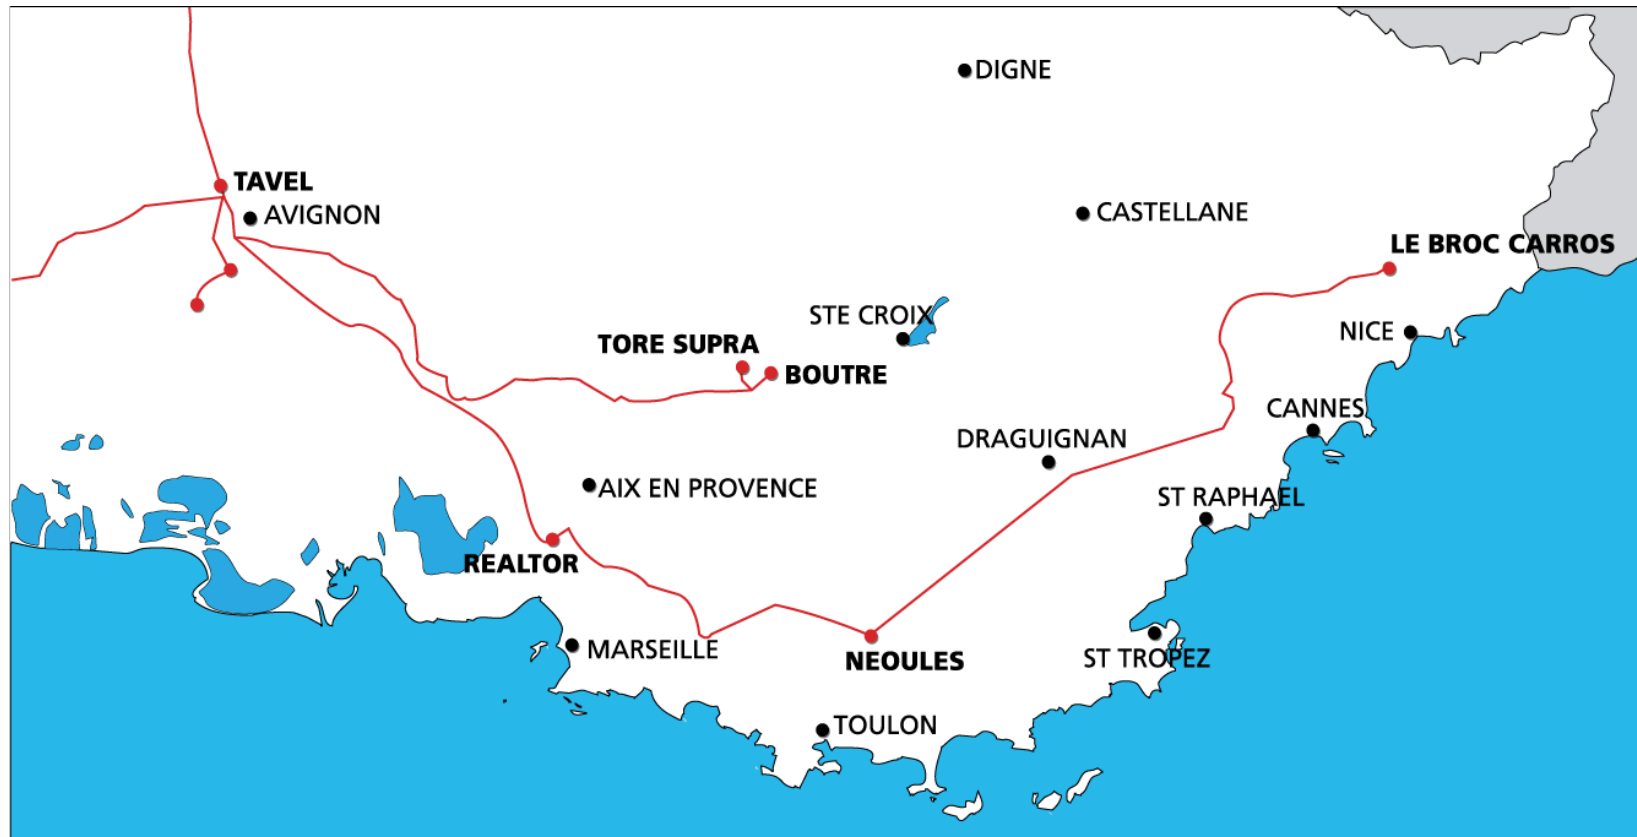 DIGNE
TAVEL
AVIGNON
CASTELLANE
LE BROC CARROS
STE CROIX
NICE
TORE SUPRA
BOUTRE
CANNES
DRAGUIGNAN
AIX EN PROVENCE
ST RAPHAEL
REALTOR
MARSEILLE
NEOULES
ST TROPEZ
TOULON